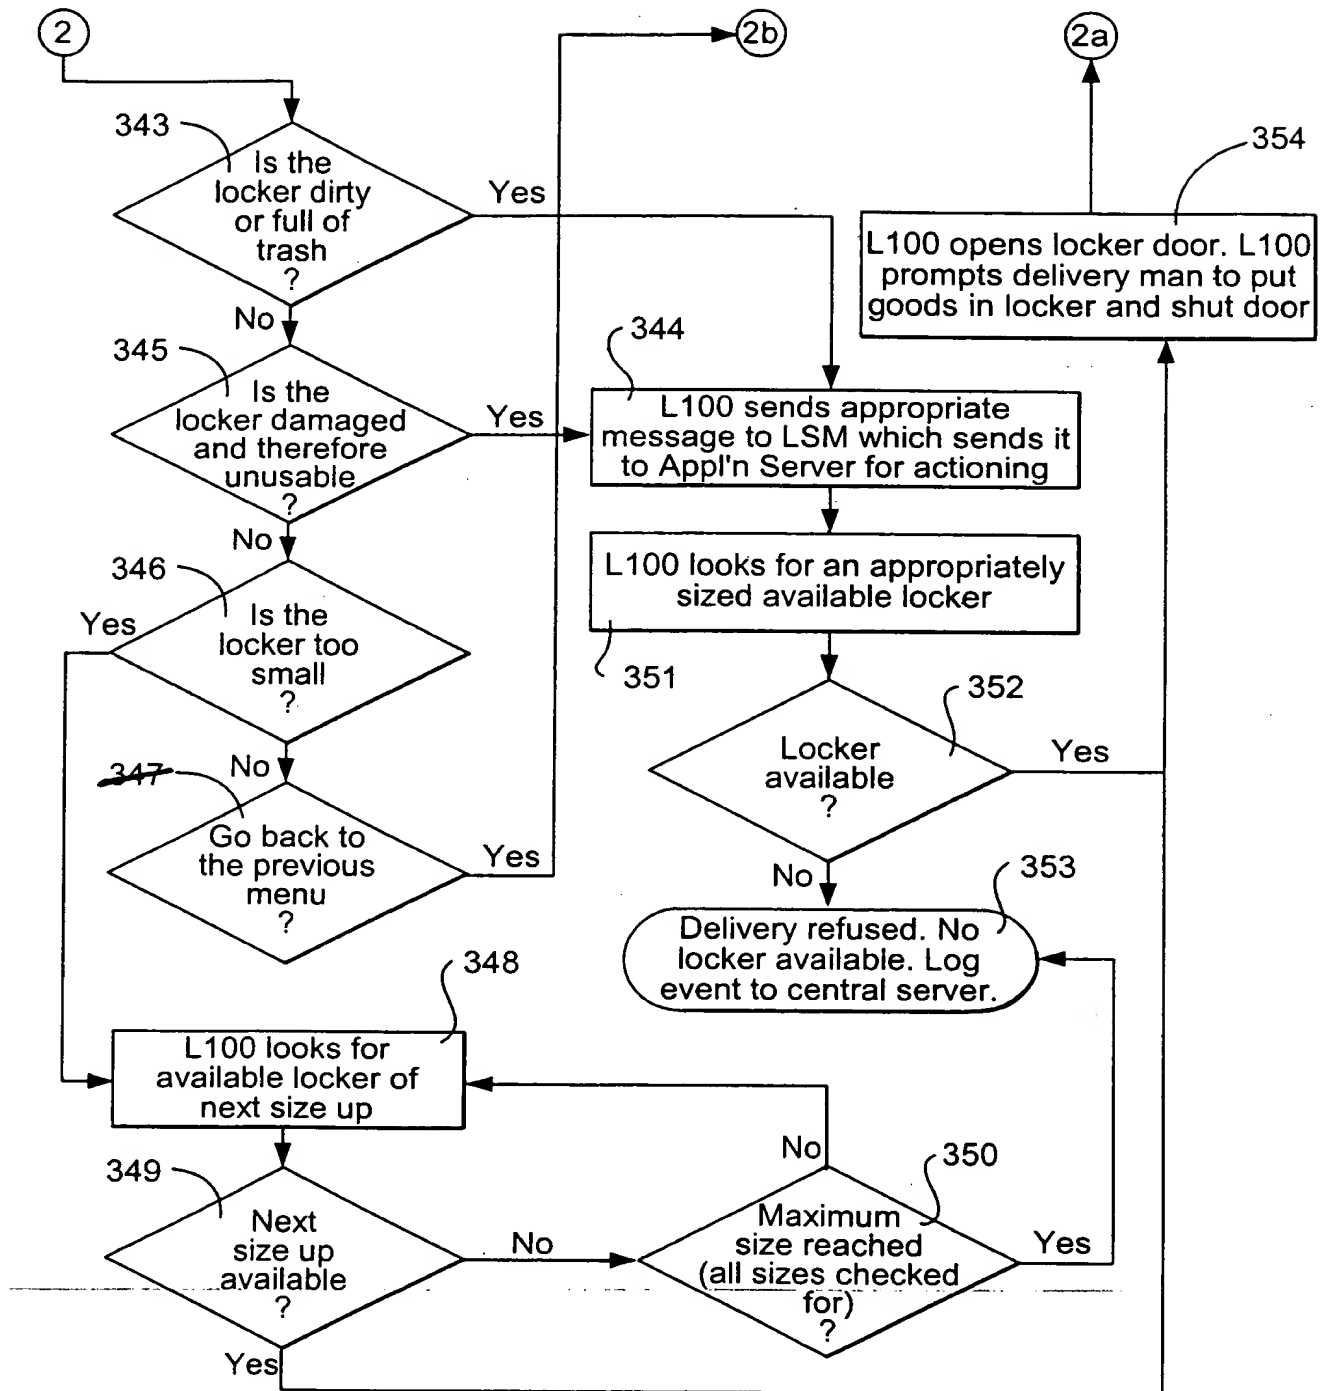 2
2b
2a
343
Is the
locker dirty
or full of
trash
?
Yes
No
354
L100 opens locker door. L100
prompts delivery man to put
goods in locker and shut door
345
Is the
locker damaged
and therefore
unusable
?
Yes
No
344
L100 sends appropriate
message to LSM which sends it
to Appl'n Server for actioning
L100 looks for an appropriately
sized available locker
351
346
Yes
Is the
locker too
small
?
No
352
Locker
available
?
Yes
No
347
Go back to
the previous
menu
?
Yes
353
Delivery refused. No
locker available. Log
event to central server.
348
L100 looks for
available locker of
next size up
349
Next
size up
available
?
No
Yes
350
No
Maximum
size reached
(all sizes checked
for)
?
Yes